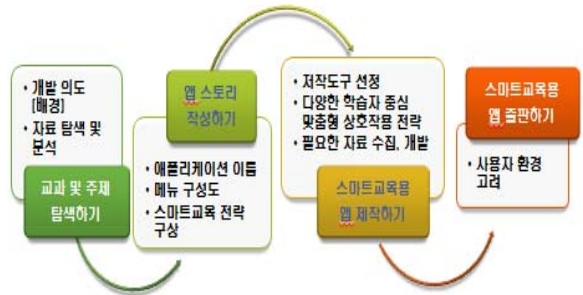 • 개발 의도
[배경]
• 자료 탐색 및
분석
교과 및 주제
탐색하기
앱 스토리
작성하기
• 애플리케이션 이름
• 메뉴 구성도
• 스마트교육 전략
구상
• 저작도구 선정
• 다양한 학습자 중심
맞춤형 상호작용 전략
• 필요한 자료 수집, 개발
스마트교육용
앱 제작하기
스마트교육용
앱 출판하기
• 사용자 환경
고려